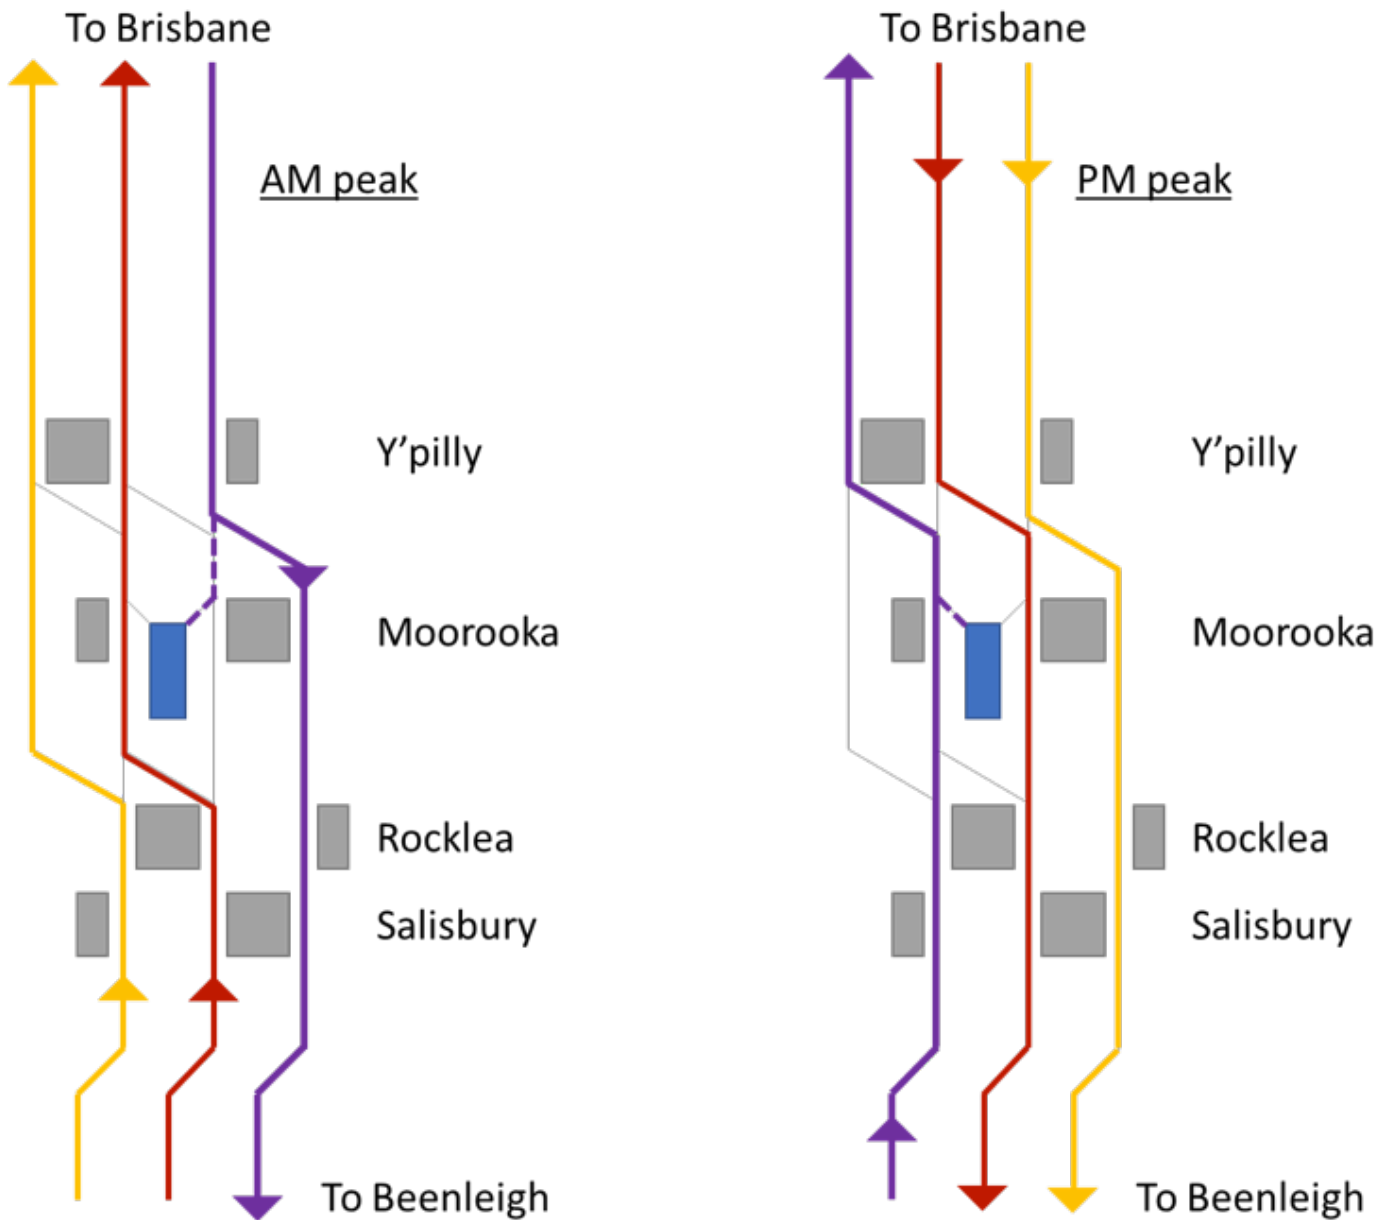 To Brisbane
AM peak
Y'pilly
Moorooka
Rocklea
Salisbury
To Beenleigh
To Brisbane
PM peak
Y'pilly
Moorooka
Rocklea
Salisbury
To Beenleigh